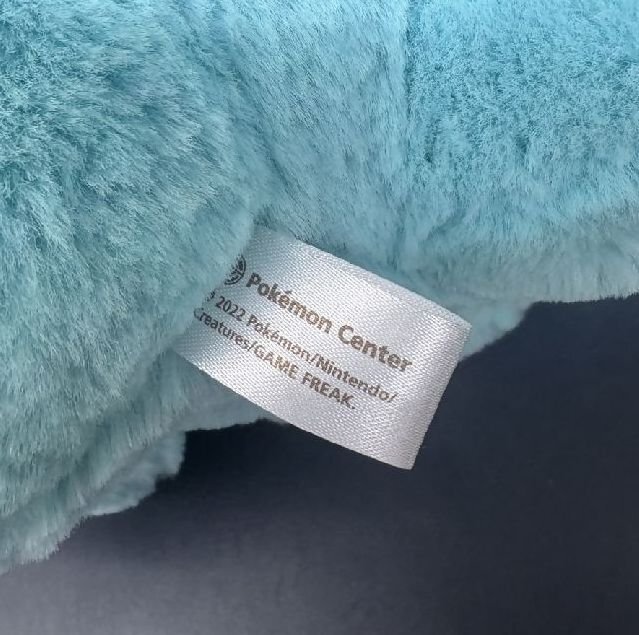 Pokémon Center
© 2022 Pokémon/Nintendo/
Creatures/GAME FREAK.